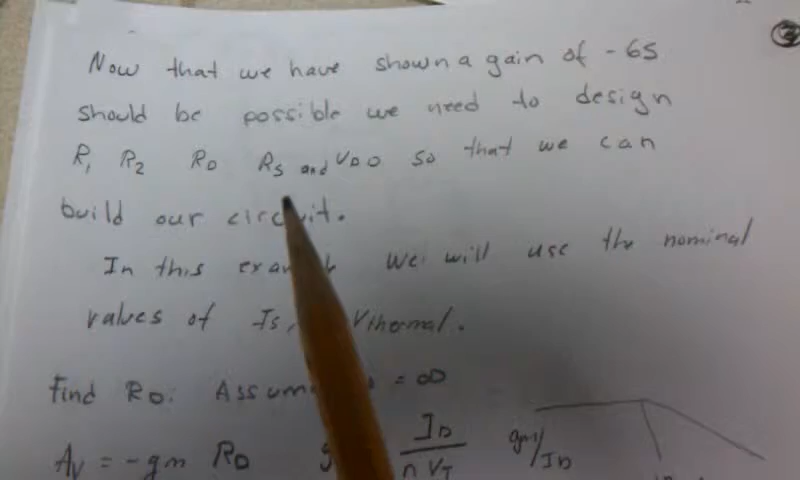 Now that we have shown a gain of -65
should be possible we need to design
R1 R2 RD RS and VDD so that we can
build our circuit.
In this we will use the nominal
values of Is, Vthermal.
Find RD. = ∞
Av = -gm RD ID / n VT gm/ID